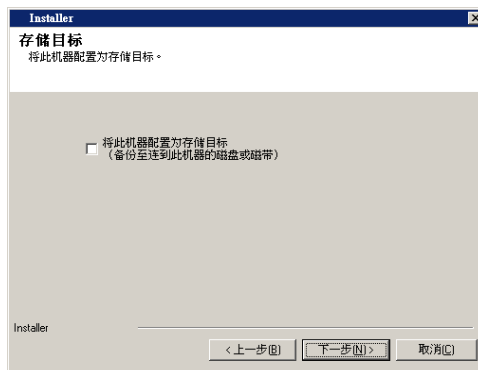 Installer
存储目标
将此机器配置为存储目标。
将此机器配置为存储目标
（备份至连到此机器的磁盘或磁带）
Installer
<上一步(B) 下一步(N)> 取消(C)